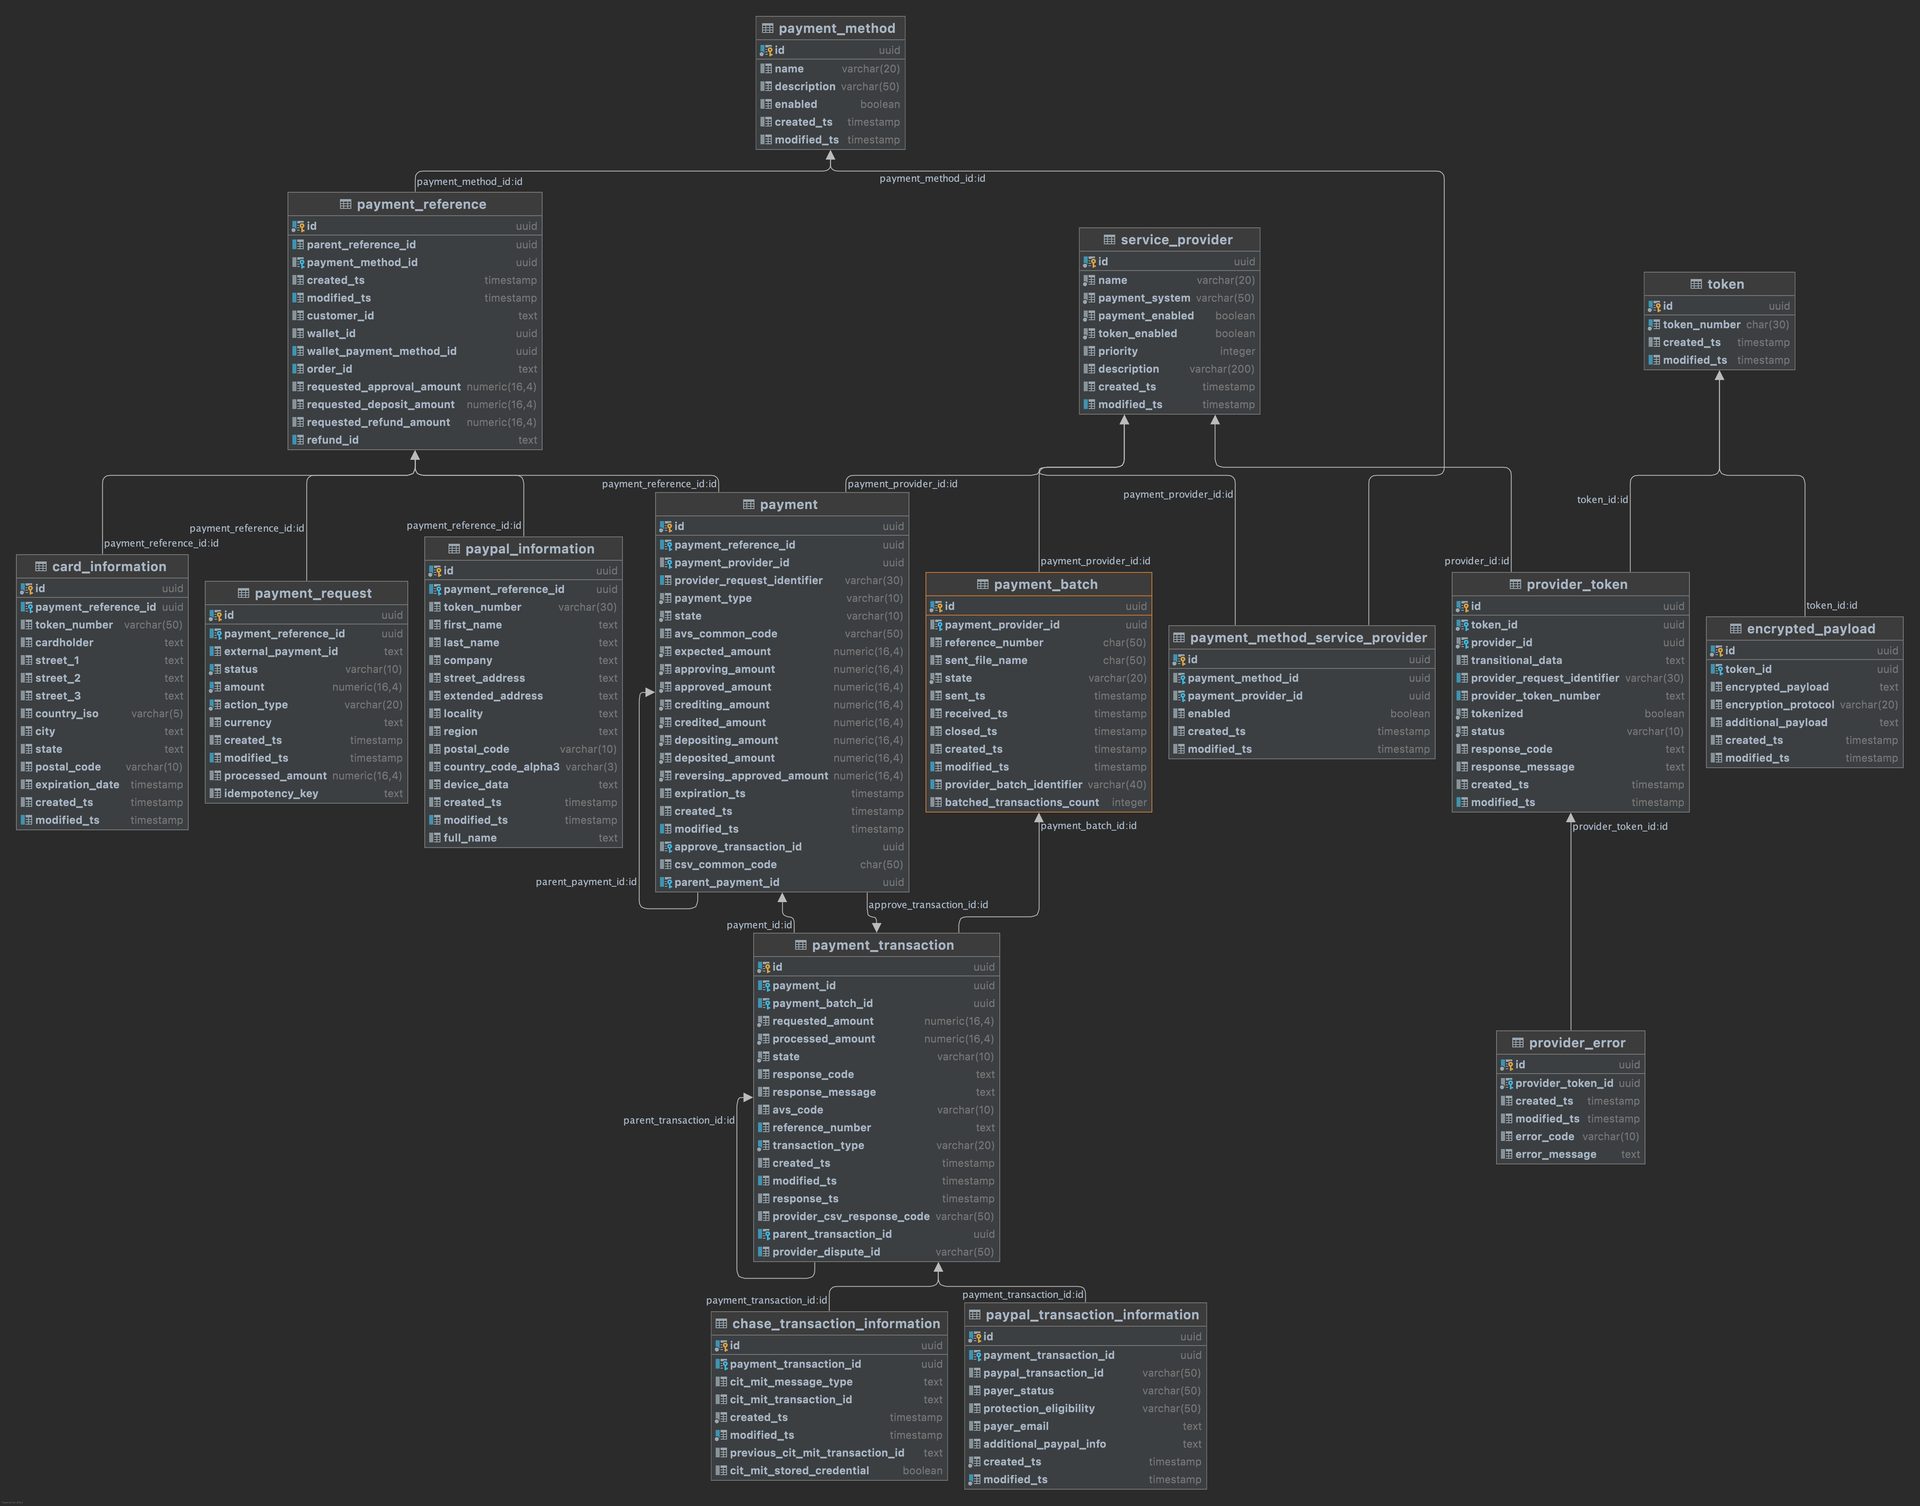 payment_method
id uuid
name varchar(20)
description varchar(50)
enabled boolean
created_ts timestamp
modified_ts timestamp
payment_method_id:id
payment_method_id:id
payment_reference
id uuid
parent_reference_id uuid
payment_method_id uuid
created_ts timestamp
modified_ts timestamp
customer_id text
wallet_id uuid
wallet_payment_method_id uuid
order_id text
requested_approval_amount numeric(16,4)
requested_deposit_amount numeric(16,4)
requested_refund_amount numeric(16,4)
refund_id text
service_provider
id uuid
name varchar(20)
payment_system varchar(50)
payment_enabled boolean
token_enabled boolean
priority integer
description varchar(200)
created_ts timestamp
modified_ts timestamp
token
id uuid
token_number char(30)
created_ts timestamp
modified_ts timestamp
payment_reference_id:id
payment_provider_id:id
payment_provider_id:id
token_id:id
payment_reference_id:id
payment_reference_id:id
payment_reference_id:id
payment_provider_id:id
provider_id:id
token_id:id
card_information
id uuid
payment_reference_id uuid
token_number varchar(50)
cardholder text
street_1 text
street_2 text
street_3 text
country_iso varchar(5)
city text
state text
postal_code varchar(10)
expiration_date timestamp
created_ts timestamp
modified_ts timestamp
payment_request
id uuid
payment_reference_id uuid
external_payment_id text
status varchar(10)
amount numeric(16,4)
action_type varchar(20)
currency text
created_ts timestamp
modified_ts timestamp
processed_amount numeric(16,4)
idempotency_key text
paypal_information
id uuid
payment_reference_id uuid
token_number varchar(30)
first_name text
last_name text
company text
street_address text
extended_address text
locality text
region text
postal_code varchar(10)
country_code_alpha3 varchar(3)
device_data text
created_ts timestamp
modified_ts timestamp
full_name text
payment
id uuid
payment_reference_id uuid
payment_provider_id uuid
provider_request_identifier varchar(30)
payment_type varchar(10)
state varchar(10)
avs_common_code varchar(50)
expected_amount numeric(16,4)
approving_amount numeric(16,4)
approved_amount numeric(16,4)
crediting_amount numeric(16,4)
credited_amount numeric(16,4)
depositing_amount numeric(16,4)
deposited_amount numeric(16,4)
reversing_approved_amount numeric(16,4)
expiration_ts timestamp
created_ts timestamp
modified_ts timestamp
approve_transaction_id uuid
csv_common_code char(50)
parent_payment_id uuid
payment_batch
id uuid
payment_provider_id uuid
reference_number char(50)
sent_file_name char(50)
state varchar(20)
sent_ts timestamp
received_ts timestamp
closed_ts timestamp
created_ts timestamp
modified_ts timestamp
provider_batch_identifier varchar(40)
batched_transactions_count integer
payment_method_service_provider
id uuid
payment_method_id uuid
payment_provider_id uuid
enabled boolean
created_ts timestamp
modified_ts timestamp
provider_token
id uuid
token_id uuid
provider_id uuid
transitional_data text
provider_request_identifier varchar(30)
provider_token_number text
tokenized boolean
status varchar(10)
response_code text
response_message text
created_ts timestamp
modified_ts timestamp
encrypted_payload
id uuid
token_id uuid
encrypted_payload text
encryption_protocol varchar(20)
additional_payload text
created_ts timestamp
modified_ts timestamp
payment_batch_id:id
provider_token_id:id
parent_payment_id:id
approve_transaction_id:id
payment_id:id
payment_transaction
id uuid
payment_id uuid
payment_batch_id uuid
requested_amount numeric(16,4)
processed_amount numeric(16,4)
state varchar(10)
response_code text
response_message text
avs_code varchar(10)
reference_number text
transaction_type varchar(20)
created_ts timestamp
modified_ts timestamp
response_ts timestamp
provider_csv_response_code varchar(50)
parent_transaction_id uuid
provider_dispute_id varchar(50)
parent_transaction_id:id
provider_error
id uuid
provider_token_id uuid
created_ts timestamp
modified_ts timestamp
error_code varchar(10)
error_message text
payment_transaction_id:id
payment_transaction_id:id
chase_transaction_information
id uuid
payment_transaction_id uuid
cit_mit_message_type text
cit_mit_transaction_id text
created_ts timestamp
modified_ts timestamp
previous_cit_mit_transaction_id text
cit_mit_stored_credential boolean
paypal_transaction_information
id uuid
payment_transaction_id uuid
paypal_transaction_id varchar(50)
payer_status varchar(50)
protection_eligibility varchar(50)
payer_email text
additional_paypal_info text
created_ts timestamp
modified_ts timestamp